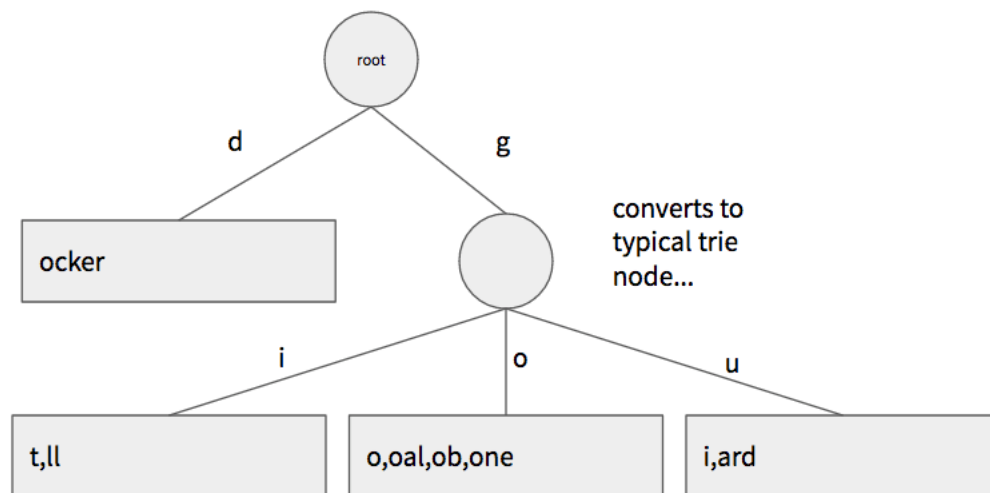 root
d
g
converts to
typical trie
node...
ocker
i
o
u
t,ll
o,oal,ob,one
i,ard